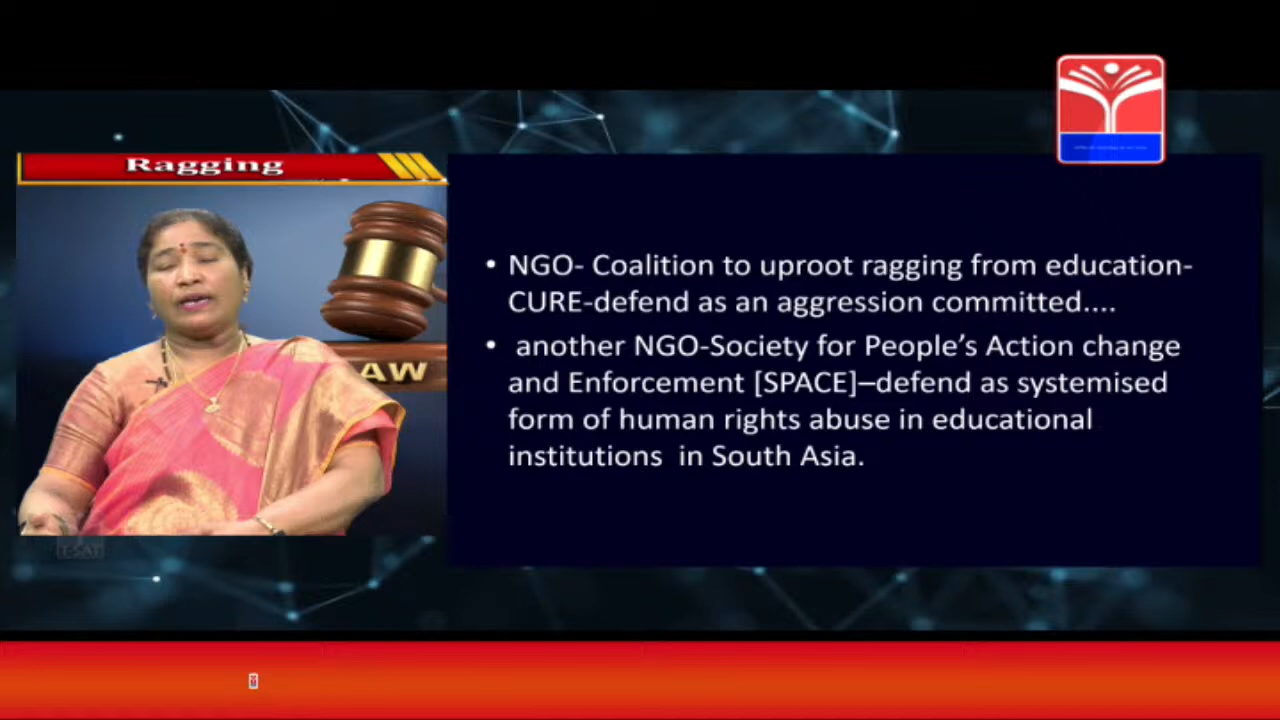 Ragging
• NGO- Coalition to uproot ragging from education-
CURE-defend as an aggression committed....
• another NGO-Society for People's Action change
and Enforcement [SPACE]–defend as systemised
form of human rights abuse in educational
institutions in South Asia.
AW
T-SAT